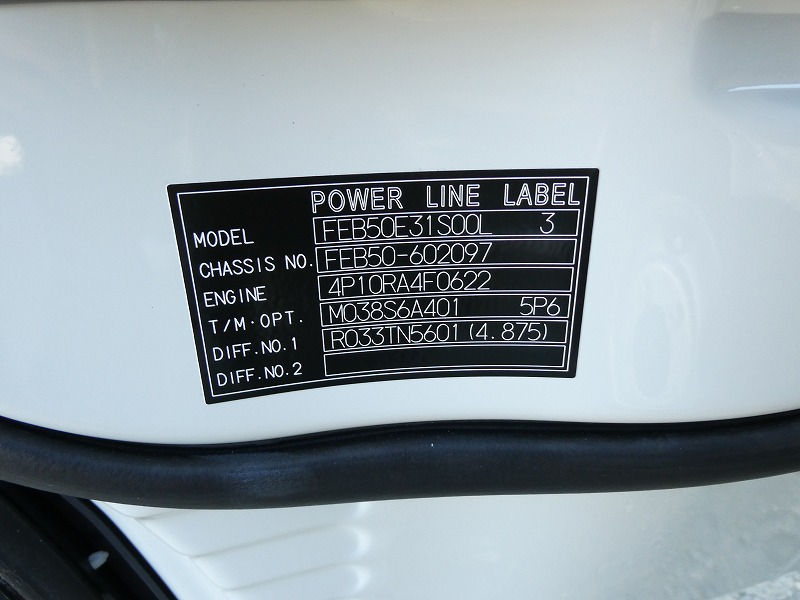 POWER LINE LABEL
MODEL FEB50E31S00L 3
CHASSIS NO. FEB50-602097
ENGINE 4P10RA4F0622
T/M·OPT. M038S6A401 5P6
DIFF.NO.1 R033TN5601(4.875)
DIFF.NO.2